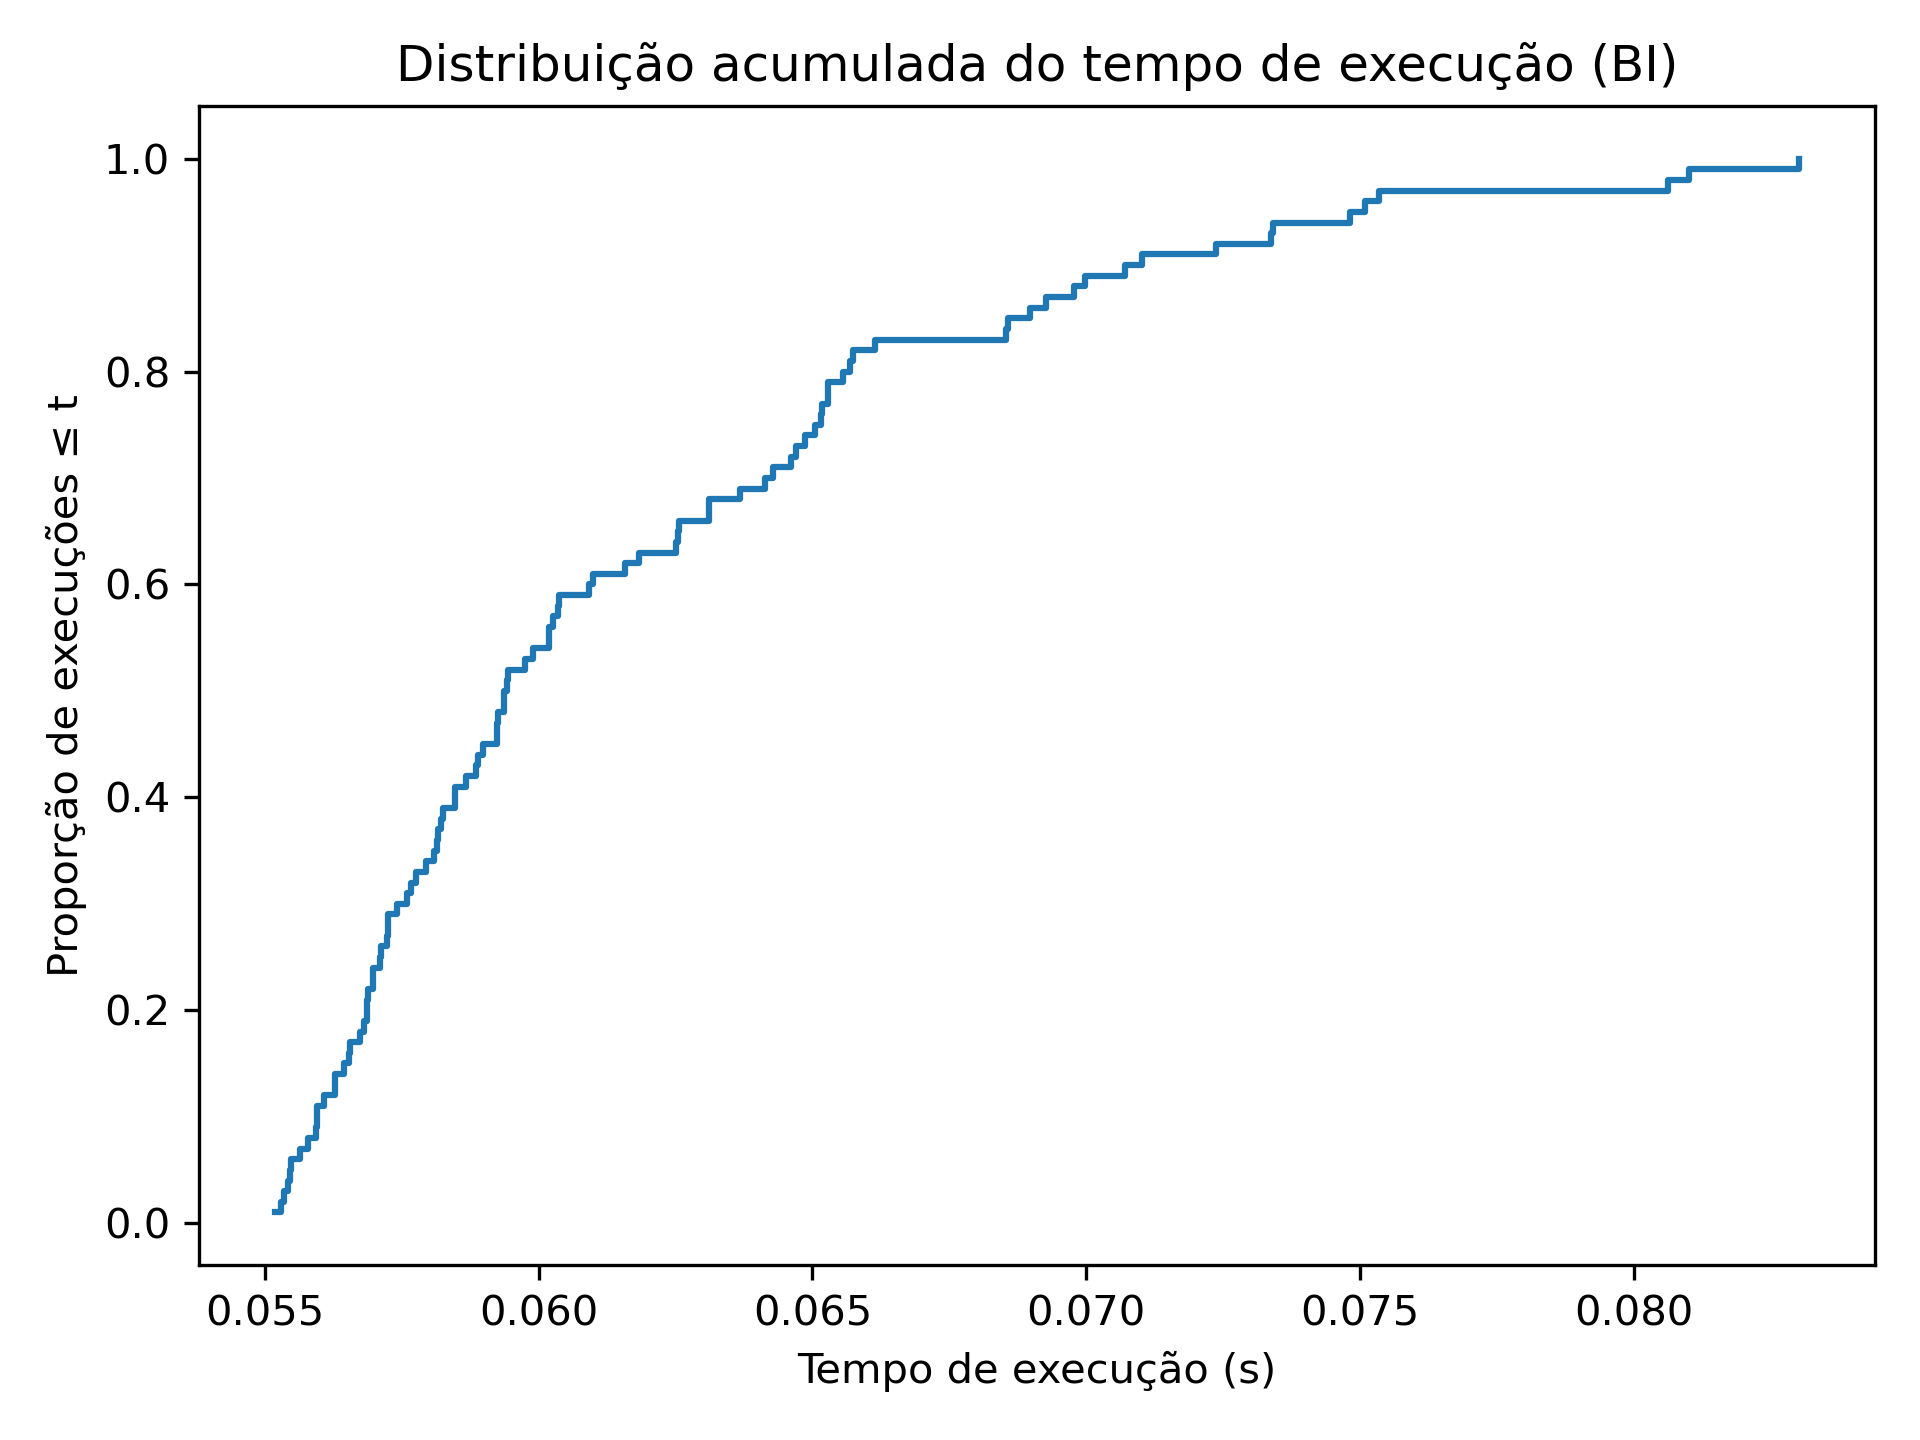 Distribuição acumulada do tempo de execução (BI)
1.0
0.8
0.6
0.4
0.2
0.0
Proporção de execuções ≤ t
0.055 0.060 0.065 0.070 0.075 0.080
Tempo de execução (s)